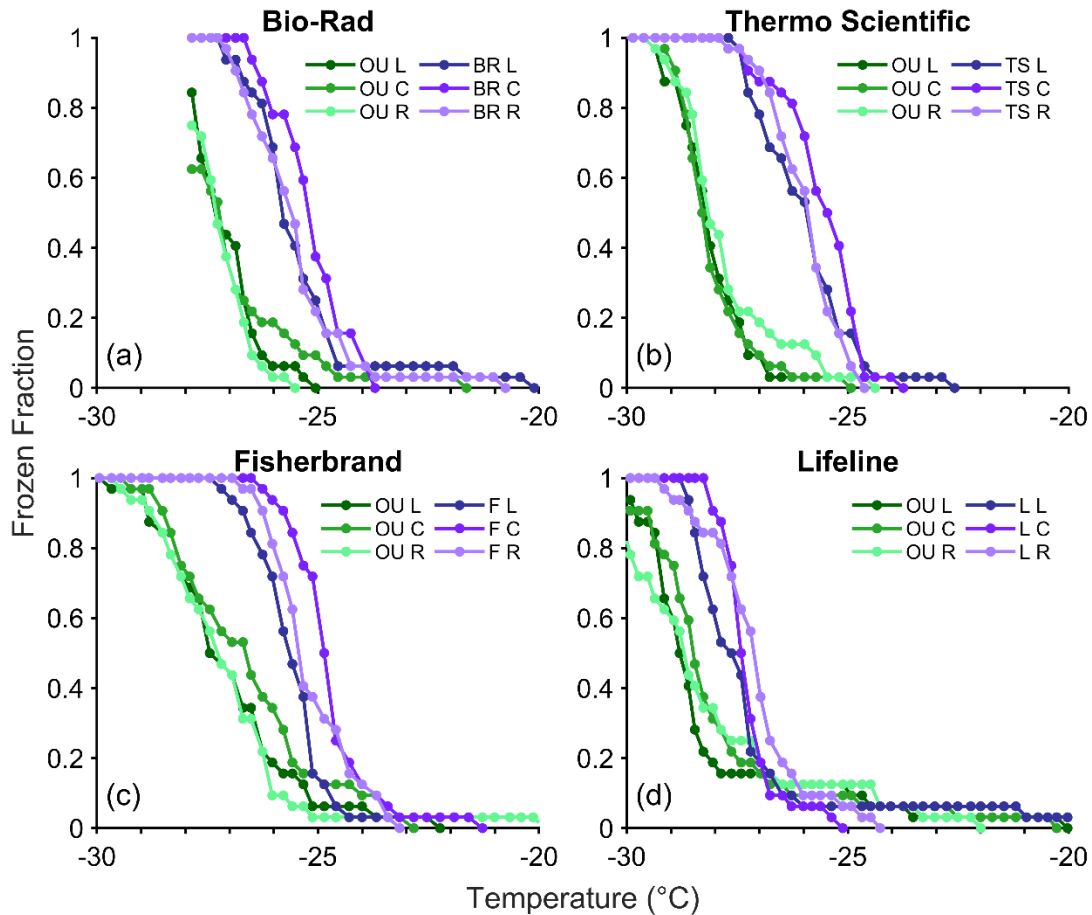 Bio-Rad
Thermo Scientific
1
0.8
0.6
0.4
0.2
0
-30
-25
-20
OU L
OU C
OU R
BR L
BR C
BR R
(a)
1
0.8
0.6
0.4
0.2
0
-30
-25
-20
OU L
OU C
OU R
TS L
TS C
TS R
(b)
Frozen Fraction
Fisherbrand
Lifeline
1
0.8
0.6
0.4
0.2
0
-30
-25
-20
OU L
OU C
OU R
F L
F C
F R
(c)
1
0.8
0.6
0.4
0.2
0
-30
-25
-20
OU L
OU C
OU R
L L
L C
L R
(d)
Temperature (°C)